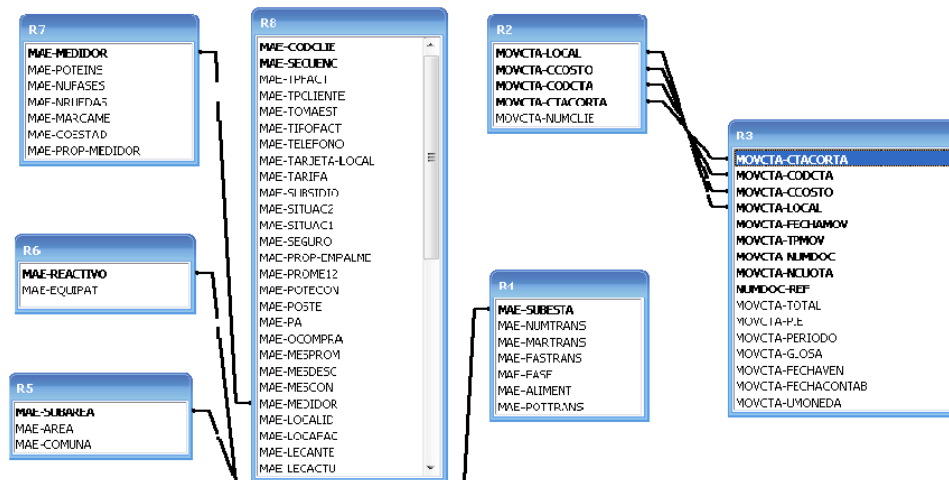 R7
MAE-MEDIDOR
MAE-POTEINS
MAE-NUFASES
MAE-NRUEDAS
MAE-MARCAME
MAE-COESTAD
MAE-PROP-MEDIDOR
R8
MAE-CODCLIE
MAE-SECUENC
MAE-TPFACT
MAE-TPCLIENTE
MAE-TOMAEST
MAE-TIPOFACT
MAE-TELEFONO
MAE-TARJETA-LOCAL
MAE-TARIFA
MAE-SUBSIDIO
MAE-SITUAC2
MAE-SITUAC1
MAE-SEGURO
MAE-PROP-EMPALME
MAE-PROME12
MAE-POTECON
MAE-POSTE
MAE-PA
MAE-OCOMPRA
MAE-MESPROM
MAE-MESDESC
MAE-MESCON
MAE-MEDIDOR
MAE-LOCALID
MAE-LOCAFAC
MAE-LECANTE
MAE-LECACTU
R2
MOVCTA-LOCAL
MOVCTA-CCOSTO
MOVCTA-CODCTA
MOVCTA-CTACORTA
MOVCTA-NUMCLIE
R3
MOVCTA-CTACORTA
MOVCTA-CODCTA
MOVCTA-CCOSTO
MOVCTA-LOCAL
MOVCTA-FECHAMOV
MOVCTA-TPMOV
MOVCTA-NUMDOC
MOVCTA-NCUOTA
NUMDOC-REF
MOVCTA-TOTAL
MOVCTA-PERIODO
MOVCTA-GLOSA
MOVCTA-FECHAVEN
MOVCTA-FECHACONTAB
MOVCTA-UMONEDA
R6
MAE-REACTIVO
MAE-EQUIPAT
R4
MAE-SUBESTA
MAE-NUMTRANS
MAE-MARTRANS
MAE-FASTRANS
MAE-FASE
MAE-ALIMENT
MAE-POTTRANS
R5
MAE-SUBAREA
MAE-AREA
MAE-COMUNA